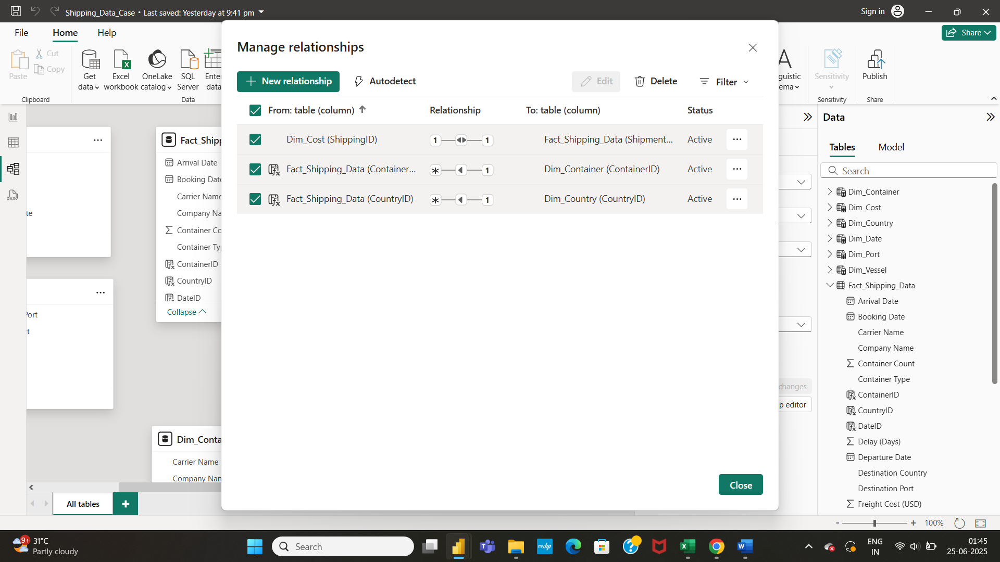 Shipping_Data_Case • Last saved: Yesterday at 9:41 pm
Sign in
File Home Help
Share
Paste
Cut
Copy
Clipboard
Get data
Excel workbook
OneLake catalog
SQL Server
Enter data
Data
Sensitivity
Sensitivity
Publish
Share
Manage relationships
New relationship Autodetect Edit Delete Filter
From: table (column) Relationship To: table (column) Status
Dim_Cost (ShippingID) 1 1 Fact_Shipping_Data (Shipment... Active ...
Fact_Shipping_Data (Container... * 1 Dim_Container (ContainerID) Active ...
Fact_Shipping_Data (CountryID) * 1 Dim_Country (CountryID) Active ...
Close
Fact_Shipp
Arrival Date
Booking Date
Carrier Name
Company Na
Container Co
Container Ty
ContainerID
CountryID
DateID
Collapse
Dim_Conta
Carrier Name
Company Nan
All tables
changes
p editor
Data
Tables Model
Search
Dim_Container
Dim_Cost
Dim_Country
Dim_Date
Dim_Port
Dim_Vessel
Fact_Shipping_Data
Arrival Date
Booking Date
Carrier Name
Company Name
Container Count
Container Type
ContainerID
CountryID
DateID
Delay (Days)
Departure Date
Destination Country
Destination Port
Freight Cost (USD)
- + 100%
9+
31°C
Partly cloudy
Search
myhp
ENG
IN
01:45
25-06-2025